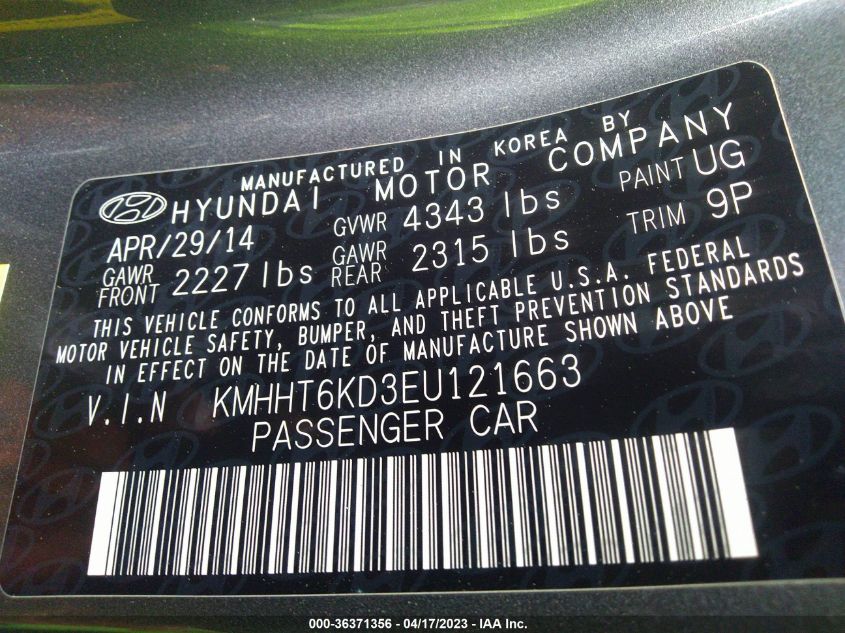 MANUFACTURED IN KOREA BY
HYUNDAI MOTOR COMPANY
APR/29/14 GVWR 4343 lbs PAINT UG
GAWR FRONT 2227 lbs GAWR REAR 2315 lbs TRIM 9P
THIS VEHICLE CONFORMS TO ALL APPLICABLE U.S.A. FEDERAL
MOTOR VEHICLE SAFETY, BUMPER, AND THEFT PREVENTION STANDARDS
IN EFFECT ON THE DATE OF MANUFACTURE SHOWN ABOVE
V.I.N KMHHT6KD3EU121663
PASSENGER CAR
000-36371356 - 04/17/2023 - IAA Inc.